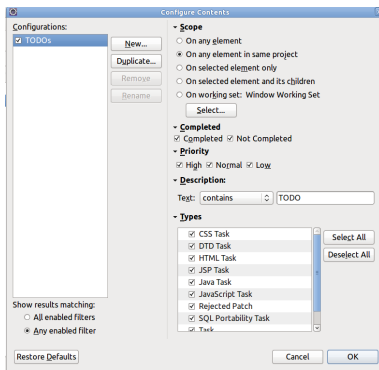 Configure Contents
Configurations:
TODOs
New...
Duplicate...
Remove
Rename
Show results matching:
All enabled filters
Any enabled filter
Scope
On any element
On any element in same project
On selected element only
On selected element and its children
On working set: Window Working Set
Select...
Completed
Completed Not Completed
Priority
High Normal Low
Description:
Text: contains TODO
Types
CSS Task
DTD Task
HTML Task
JSP Task
Java Task
JavaScript Task
Rejected Patch
SQL Portability Task
Task
Select All
Deselect All
Restore Defaults
Cancel OK